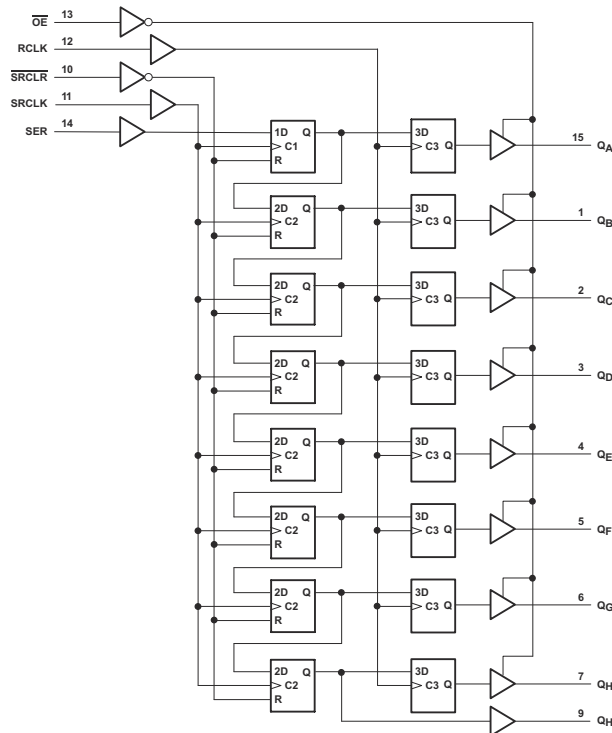 OE 13
RCLK 12
SRCLR 10
SRCLK 11
SER 14
1D Q 3D
C1 C3 Q 15 QA
R
2D Q 3D
C2 C3 Q 1 QB
R
2D Q 3D
C2 C3 Q 2 QC
R
2D Q 3D
C2 C3 Q 3 QD
R
2D Q 3D
C2 C3 Q 4 QE
R
2D Q 3D
C2 C3 Q 5 QF
R
2D Q 3D
C2 C3 Q 6 QG
R
2D Q 3D
C2 C3 Q 7 QH
R
9 QH